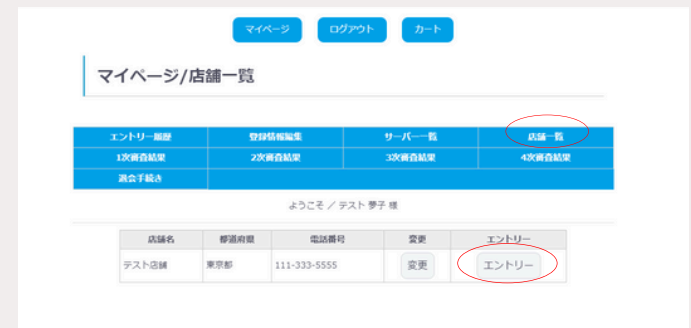 マイページ ログアウト カート
マイページ/店舗一覧
エントリー履歴 登録情報編集 サーバー一覧 店舗一覧
1次審査結果 2次審査結果 3次審査結果 4次審査結果
退会手続き
ようこそ / テスト 夢子 様
店舗名 都道府県 電話番号 変更 エントリー
テスト店舗 東京都 111-333-5555 変更 エントリー